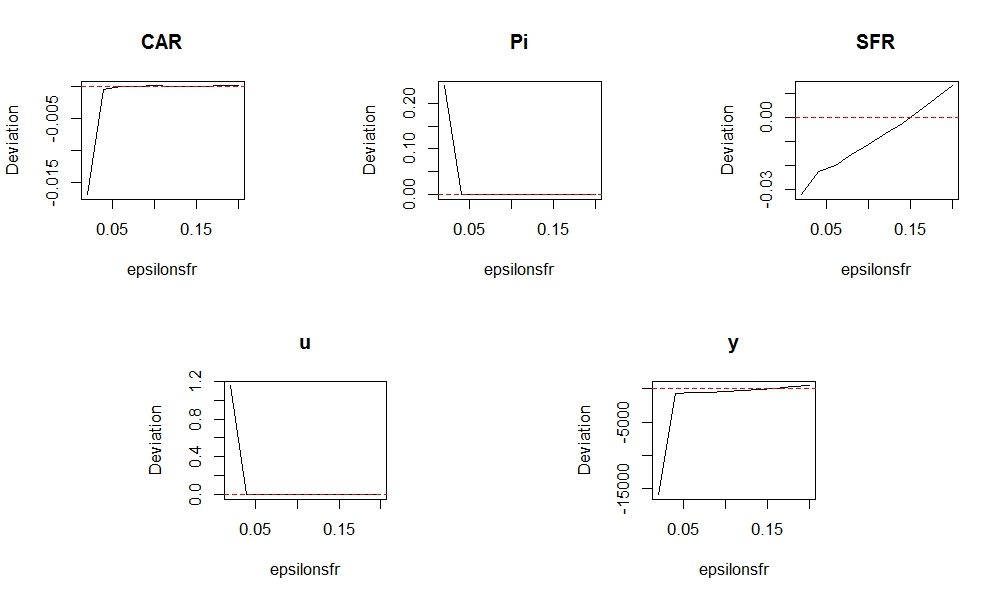 CAR
Deviation
-0.015
-0.005
0.05
0.15
epsilonsfr
Pi
Deviation
0.00
0.10
0.20
0.05
0.15
epsilonsfr
SFR
Deviation
-0.03
0.00
0.05
0.15
epsilonsfr
u
Deviation
0.0
0.4
0.8
1.2
0.05
0.15
epsilonsfr
y
Deviation
-15000
-5000
0.05
0.15
epsilonsfr